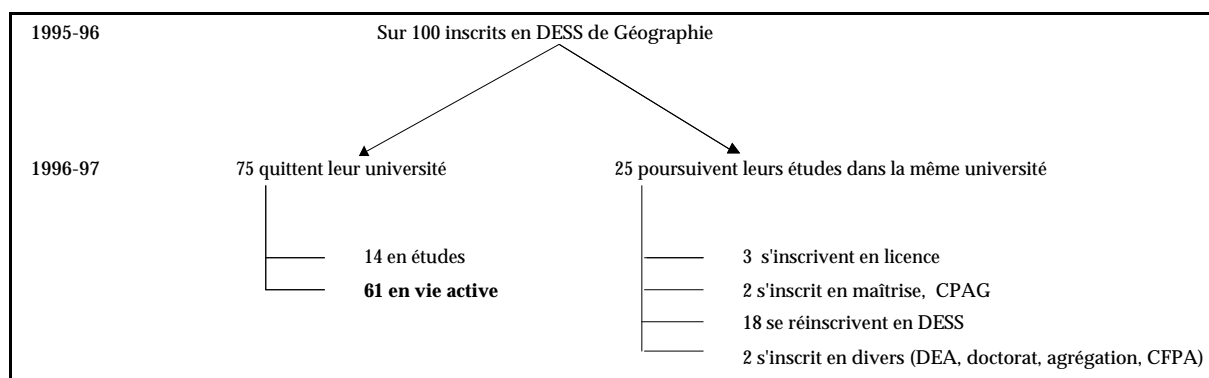 1995-96 Sur 100 inscrits en DESS de Géographie
1996-97 75 quittent leur université 25 poursuivent leurs études dans la même université
14 en études 3 s'inscrivent en licence
61 en vie active 2 s'inscrit en maîtrise, CPAG
18 se réinscrivent en DESS
2 s'inscrit en divers (DEA, doctorat, agrégation, CFPA)